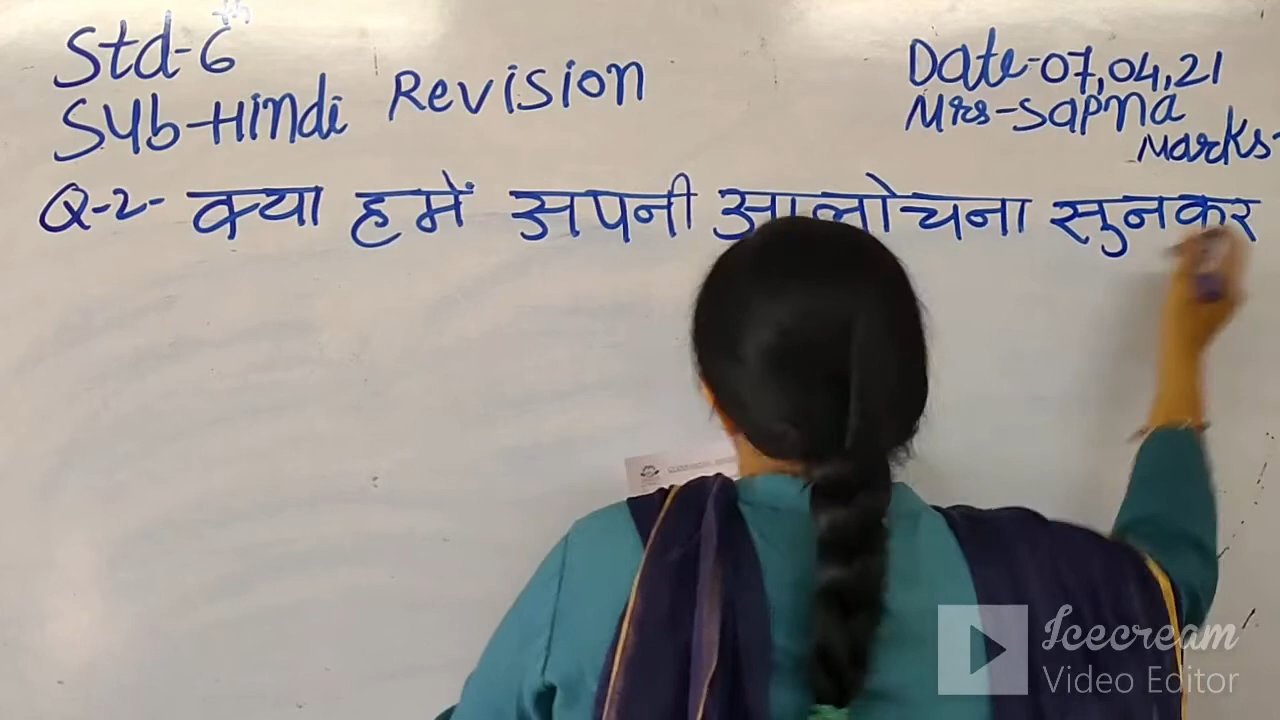 Std-6th
Sub-Hindi Revision
Date-07,04,21
Mrs-Sapna
Marks-
Q-2- क्या हमें अपनी आलोचना सुनकर
Icecream
Video Editor